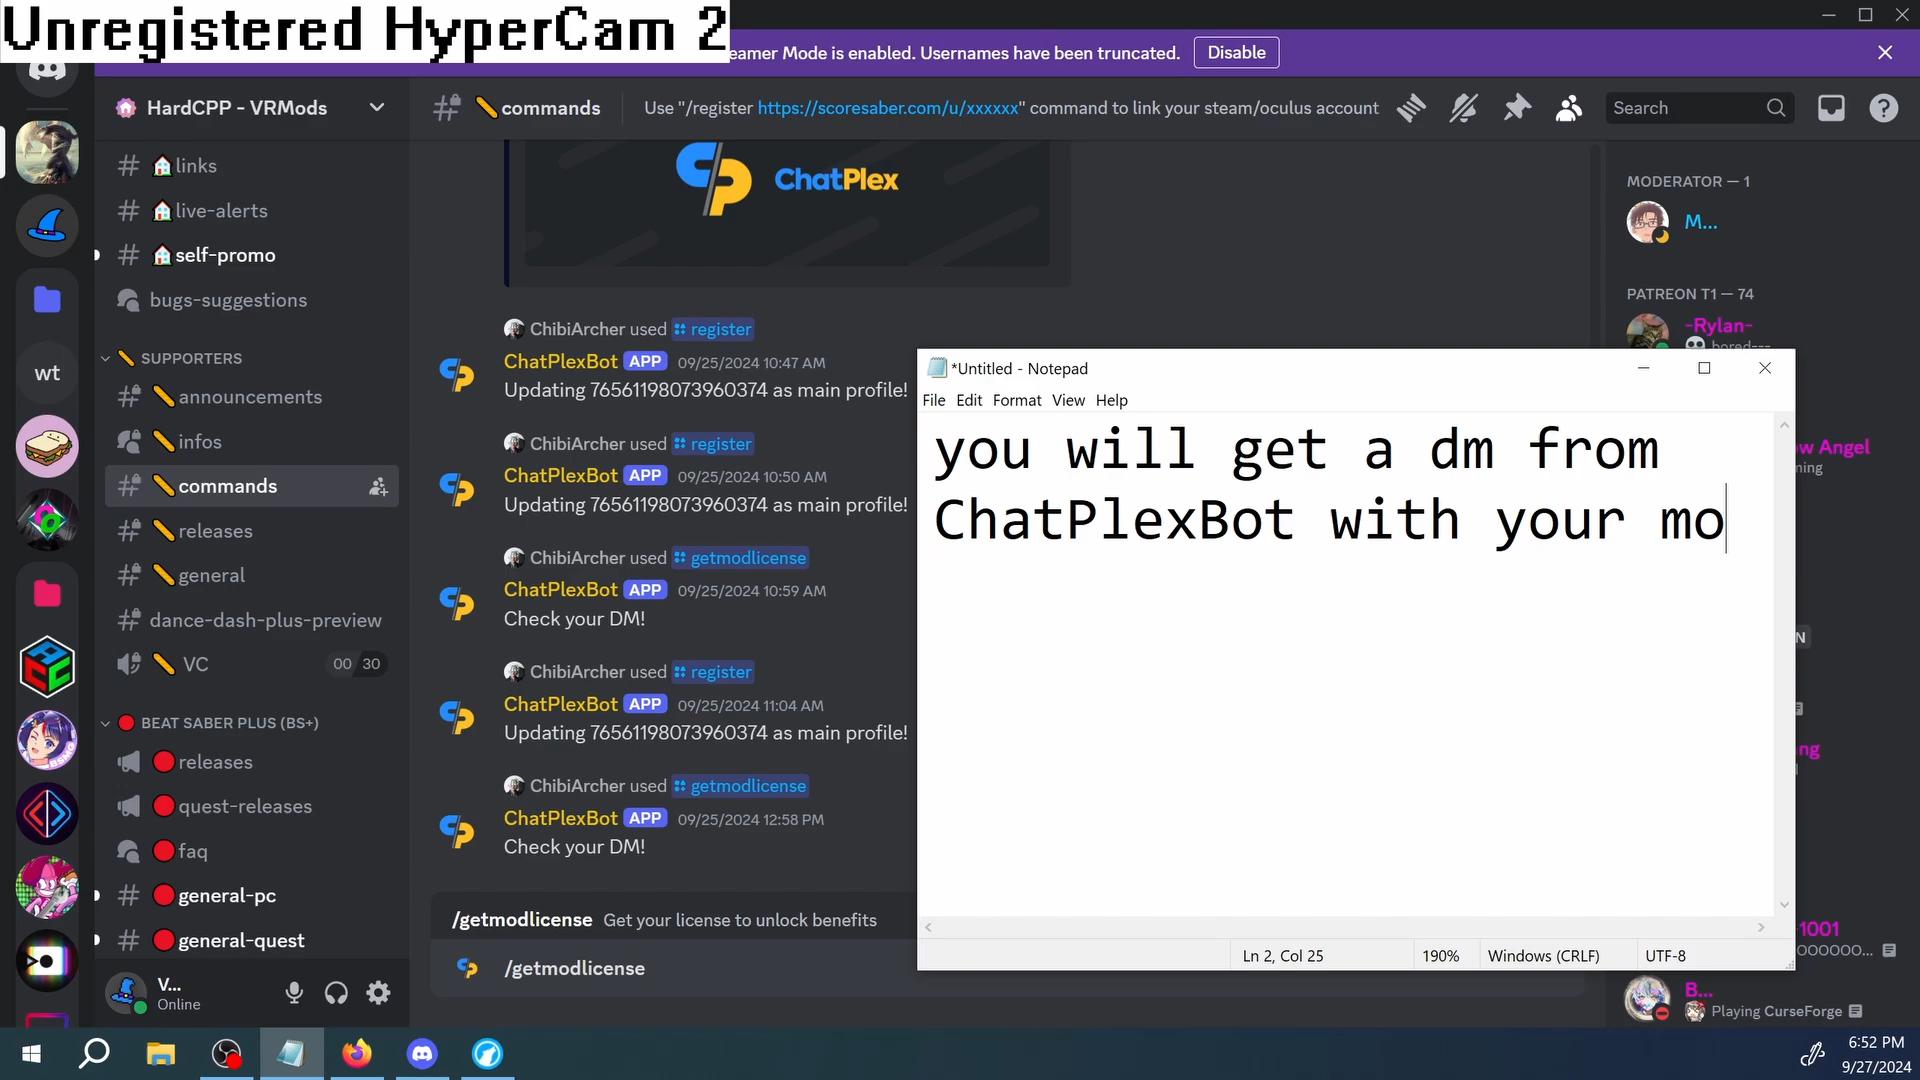 Unregistered HyperCam 2
eamer Mode is enabled. Usernames have been truncated.
Disable
HardCPP - VRMods
commands
Use "/register https://scoresaber.com/u/xxxxxx" command to link your steam/oculus account
Search
links
live-alerts
self-promo
bugs-suggestions
SUPPORTERS
announcements
infos
commands
releases
general
dance-dash-plus-preview
VC
00 30
BEAT SABER PLUS (BS+)
releases
quest-releases
faq
general-pc
general-quest
wt
V...
Online
ChatPlex
ChibiArcher used register
ChatPlexBot APP 09/25/2024 10:47 AM
Updating 76561198073960374 as main profile!
ChibiArcher used register
ChatPlexBot APP 09/25/2024 10:50 AM
Updating 76561198073960374 as main profile!
ChibiArcher used getmodlicense
ChatPlexBot APP 09/25/2024 10:59 AM
Check your DM!
ChibiArcher used register
ChatPlexBot APP 09/25/2024 11:04 AM
Updating 76561198073960374 as main profile!
ChibiArcher used getmodlicense
ChatPlexBot APP 09/25/2024 12:58 PM
Check your DM!
/getmodlicense Get your license to unlock benefits
/getmodlicense
MODERATOR — 1
M...
PATREON T1 — 74
-Rylan-
*Untitled - Notepad
File Edit Format View Help
you will get a dm from
ChatPlexBot with your mo
Ln 2, Col 25
190%
Windows (CRLF)
UTF-8
ow Angel
ning
N
ng
1001
OOOOOO...
B...
Playing CurseForge
6:52 PM
9/27/2024